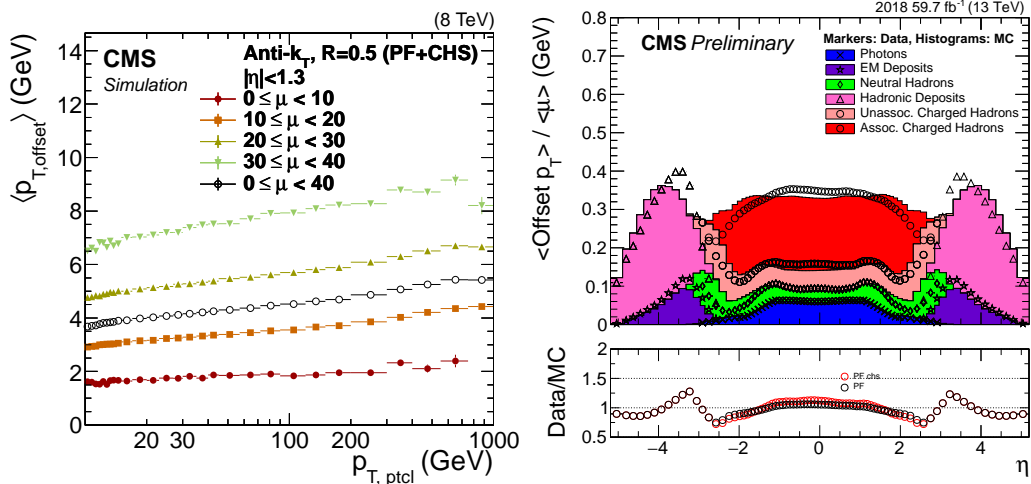 (8 TeV)
CMS
Simulation
Anti-k_T, R=0.5 (PF+CHS)
|η|<1.3
0 ≤ μ < 10
10 ≤ μ < 20
20 ≤ μ < 30
30 ≤ μ < 40
0 ≤ μ < 40
⟨p_T,offset⟩ (GeV)
14
12
10
8
6
4
2
0
20 30 100 200 1000
p_T, ptcl (GeV)
2018 59.7 fb⁻¹ (13 TeV)
CMS Preliminary
Markers: Data, Histograms: MC
Photons
EM Deposits
Neutral Hadrons
Hadronic Deposits
Unassoc. Charged Hadrons
Assoc. Charged Hadrons
<Offset p_T> / <μ> (GeV)
0.8
0.7
0.6
0.5
0.4
0.3
0.2
0.1
0
Data/MC
2
1.5
1
0.5
PF chs
PF
−4 −2 0 2 4
η